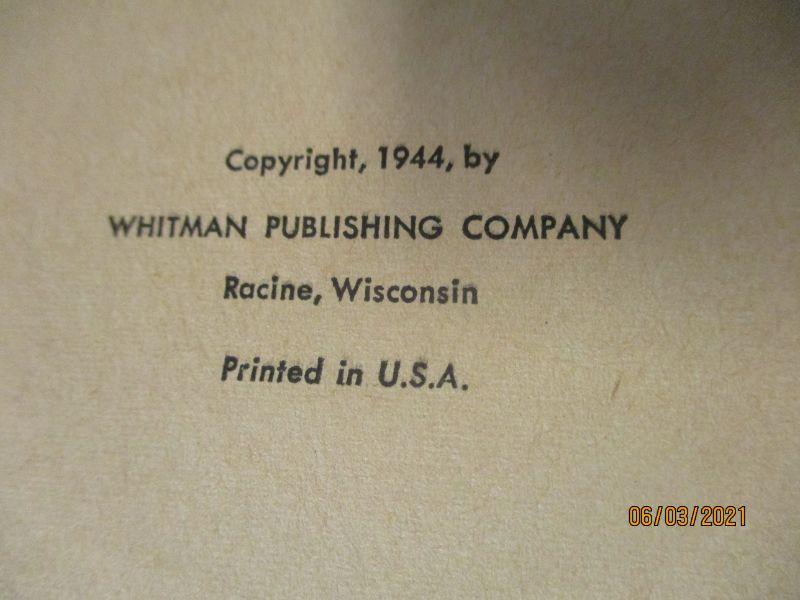 Copyright, 1944, by
WHITMAN PUBLISHING COMPANY
Racine, Wisconsin
Printed in U.S.A.
06/03/2021